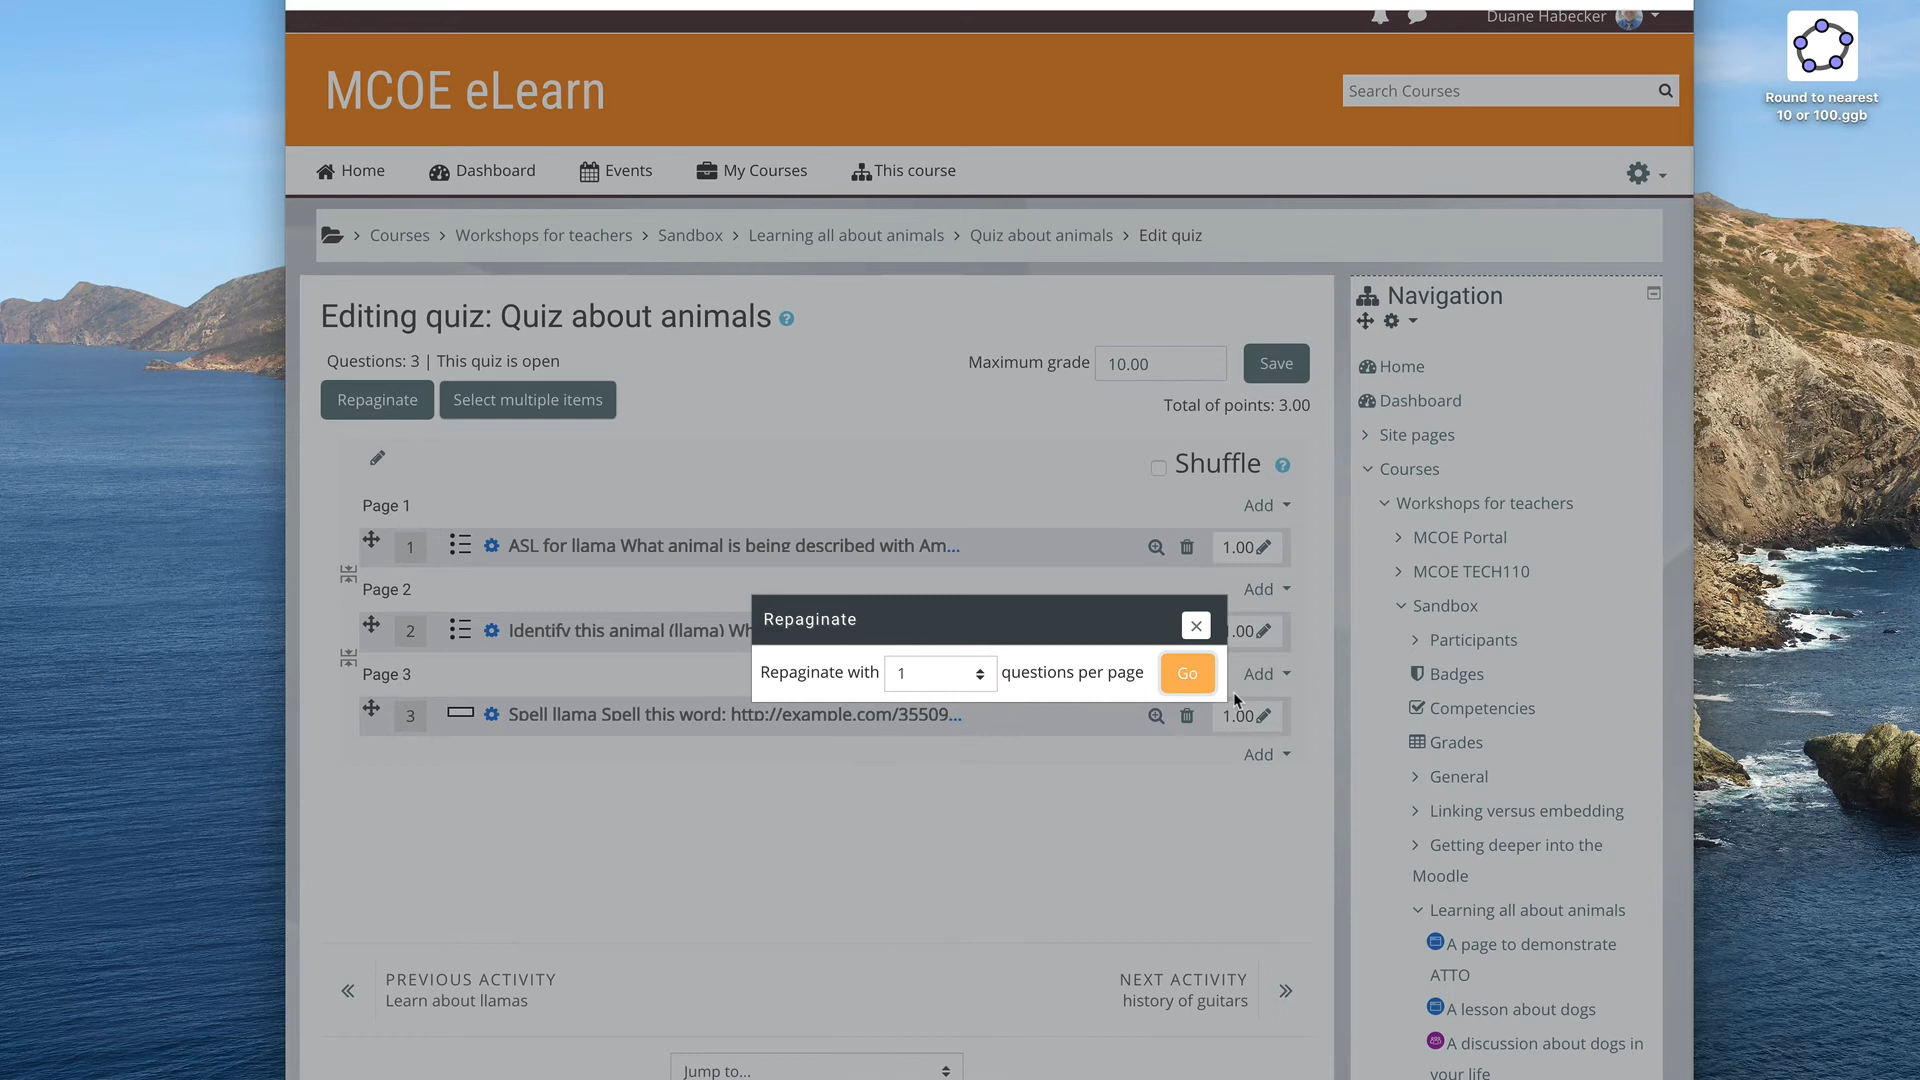 Duane Habecker
MCOE eLearn
Search Courses
Round to nearest
10 or 100.ggb
Home
Dashboard
Events
My Courses
This course
Courses
Workshops for teachers
Sandbox
Learning all about animals
Quiz about animals
Edit quiz
Editing quiz: Quiz about animals
Questions: 3 | This quiz is open
Maximum grade
10.00
Save
Repaginate
Select multiple items
Total of points: 3.00
Shuffle
Page 1
Add
1
ASL for llama What animal is being described with Am...
1.00
Page 2
Add
2
Identify this animal (llama) Wh
.00
Page 3
Add
3
Spell llama Spell this word: http://example.com/35509...
1.00
Add
Repaginate
Repaginate with
1
questions per page
Go
PREVIOUS ACTIVITY
Learn about llamas
NEXT ACTIVITY
history of guitars
Jump to...
Navigation
Home
Dashboard
Site pages
Courses
Workshops for teachers
MCOE Portal
MCOE TECH110
Sandbox
Participants
Badges
Competencies
Grades
General
Linking versus embedding
Getting deeper into the
Moodle
Learning all about animals
A page to demonstrate
ATTO
A lesson about dogs
A discussion about dogs in
your life